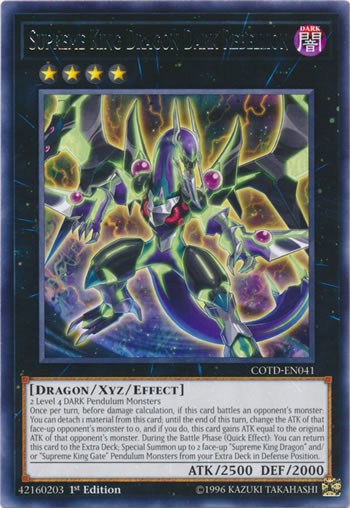 Supreme King Dragon Dark Rebellion
DARK
闇
COTD-EN041
[Dragon/Xyz/Effect]
2 Level 4 DARK Pendulum Monsters
Once per turn, before damage calculation, if this card battles an opponent's monster:
You can detach 1 material from this card; until the end of this turn, change the ATK of that
face-up opponent's monster to 0, and if you do, this card gains ATK equal to the original
ATK of that opponent's monster. During the Battle Phase (Quick Effect): You can return
this card to the Extra Deck; Special Summon up to 2 face-up "Supreme King Dragon" and/
or "Supreme King Gate" Pendulum Monsters from your Extra Deck in Defense Position.
ATK/2500 DEF/2000
42160203 1st Edition ©1996 KAZUKI TAKAHASHI